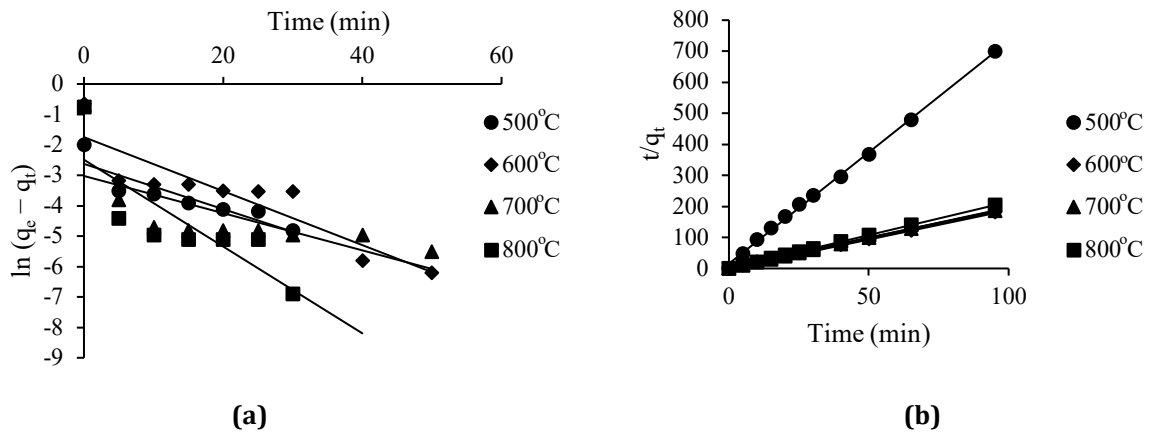 Time (min)
0 20 40 60
0
-1
-2
-3
-4
-5
-6
-7
-8
-9
ln (qe – qt)
500°C
600°C
700°C
800°C
(a)
800
700
600
500
400
300
200
100
0
t/qt
0 50 100
Time (min)
500°C
600°C
700°C
800°C
(b)